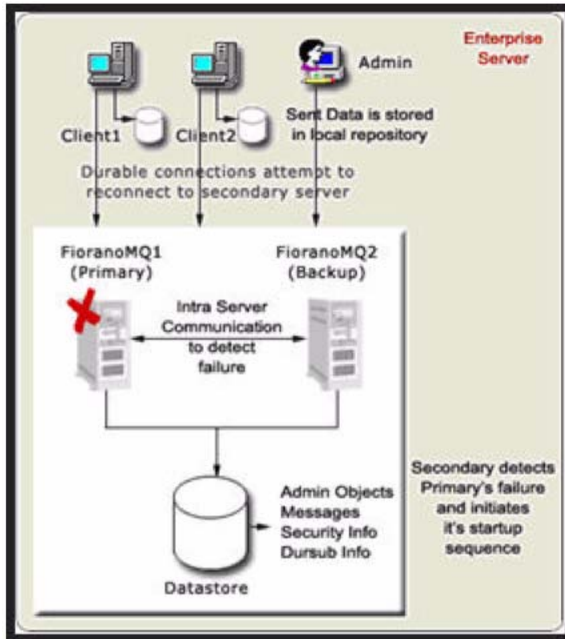 Enterprise
Server
Admin
Client1
Client2
Sent Data is stored
in local repository
Durable connections attempt to
reconnect to secondary server
FioranoMQ1
(Primary)
FioranoMQ2
(Backup)
Intra Server
Communication
to detect
failure
Secondary detects
Primary's failure
and initiates
it's startup
sequence
Admin Objects
Messages
Security Info
Dursub Info
Datastore